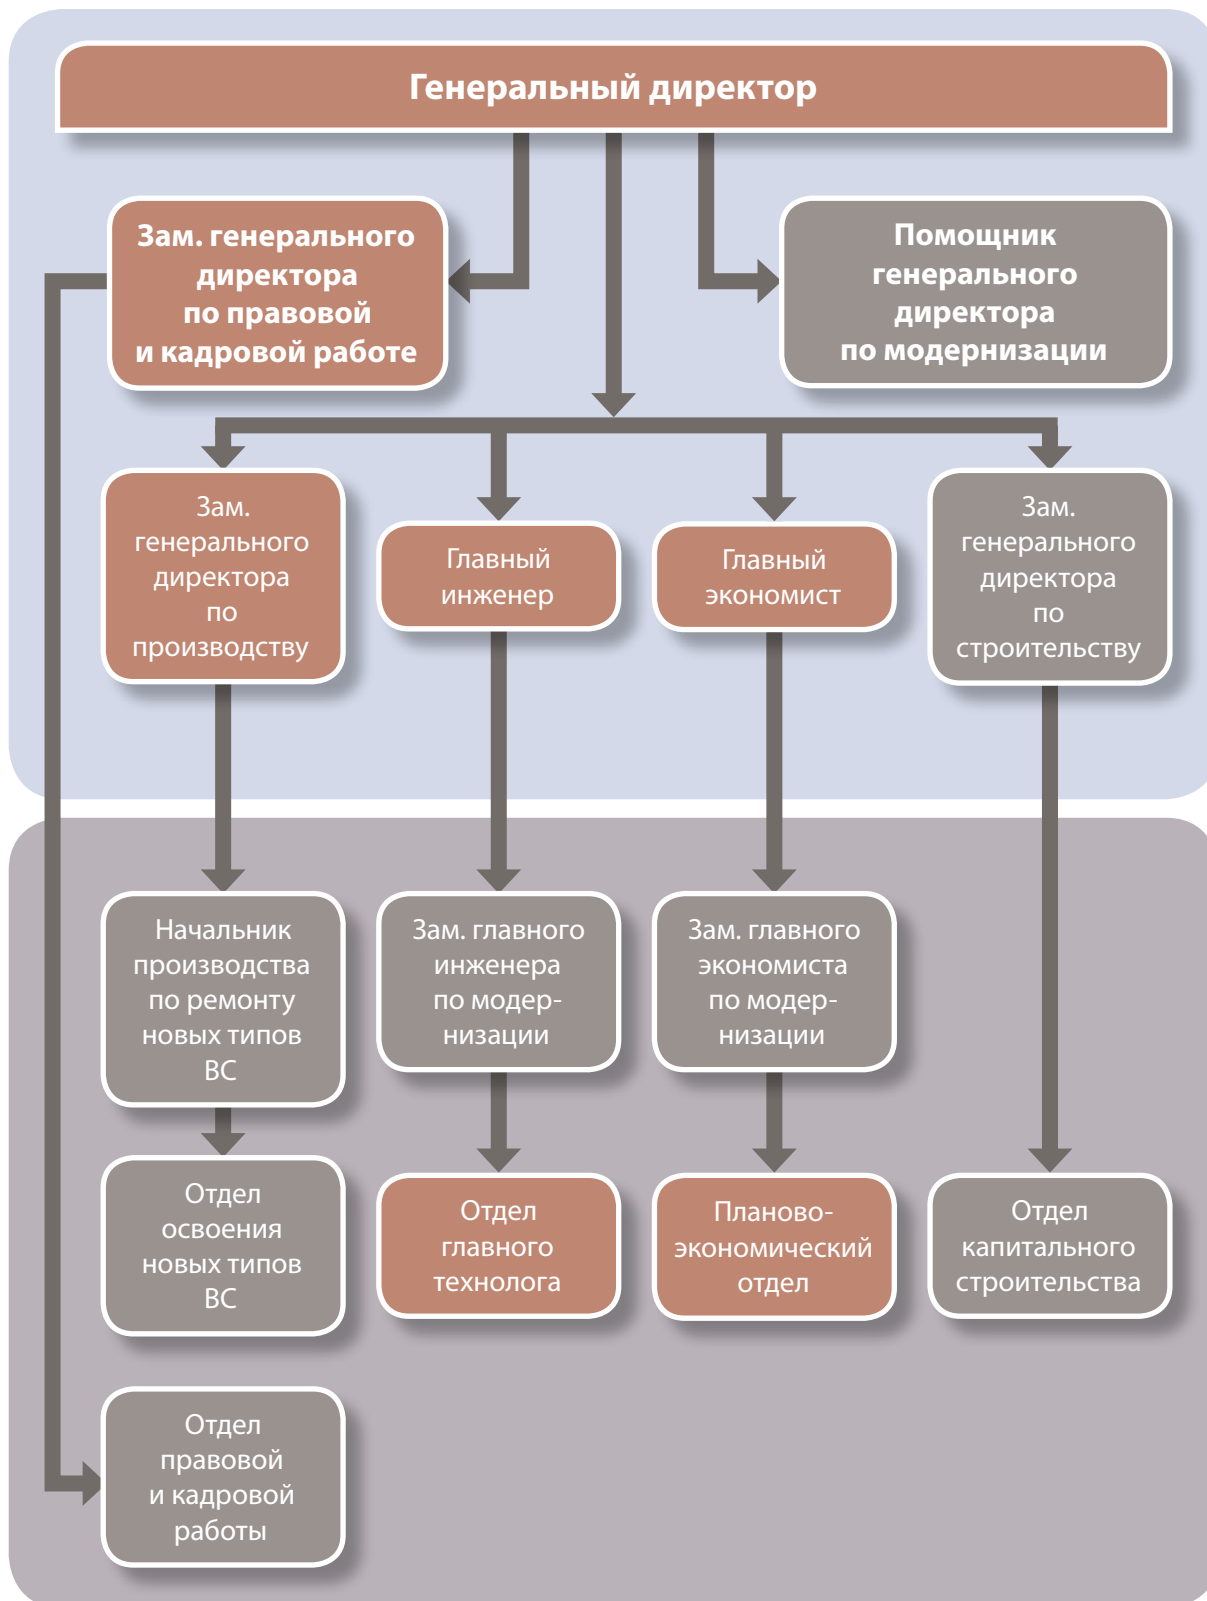 Генеральный директор
Зам. генерального
директора
по правовой
и кадровой работе
Помощник
генерального
директора
по модернизации
Зам.
генерального
директора
по
производству
Главный
инженер
Главный
экономист
Зам.
генерального
директора
по
строительству
Начальник
производства
по ремонту
новых типов
ВС
Зам. главного
инженера
по модер-
низации
Зам. главного
экономиста
по модер-
низации
Отдел
освоения
новых типов
ВС
Отдел
главного
технолога
Планово-
экономический
отдел
Отдел
капитального
строительства
Отдел
правовой
и кадровой
работы